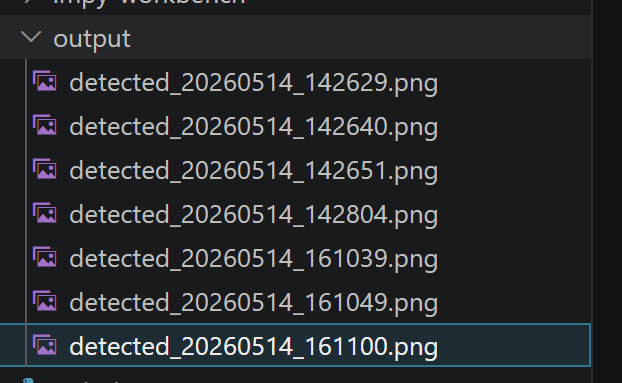 output
detected_20260514_142629.png
detected_20260514_142640.png
detected_20260514_142651.png
detected_20260514_142804.png
detected_20260514_161039.png
detected_20260514_161049.png
detected_20260514_161100.png